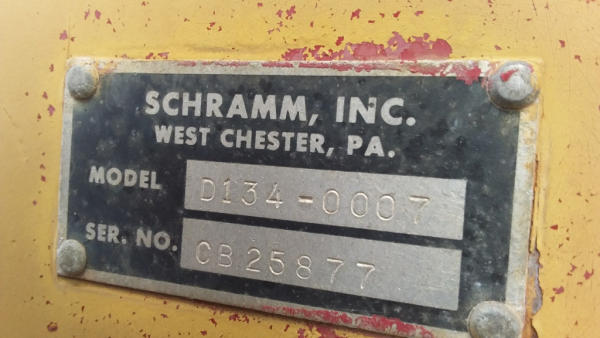 SCHRAMM, INC.
WEST CHESTER, PA.
MODEL D134-0007
SER. NO. CB25877